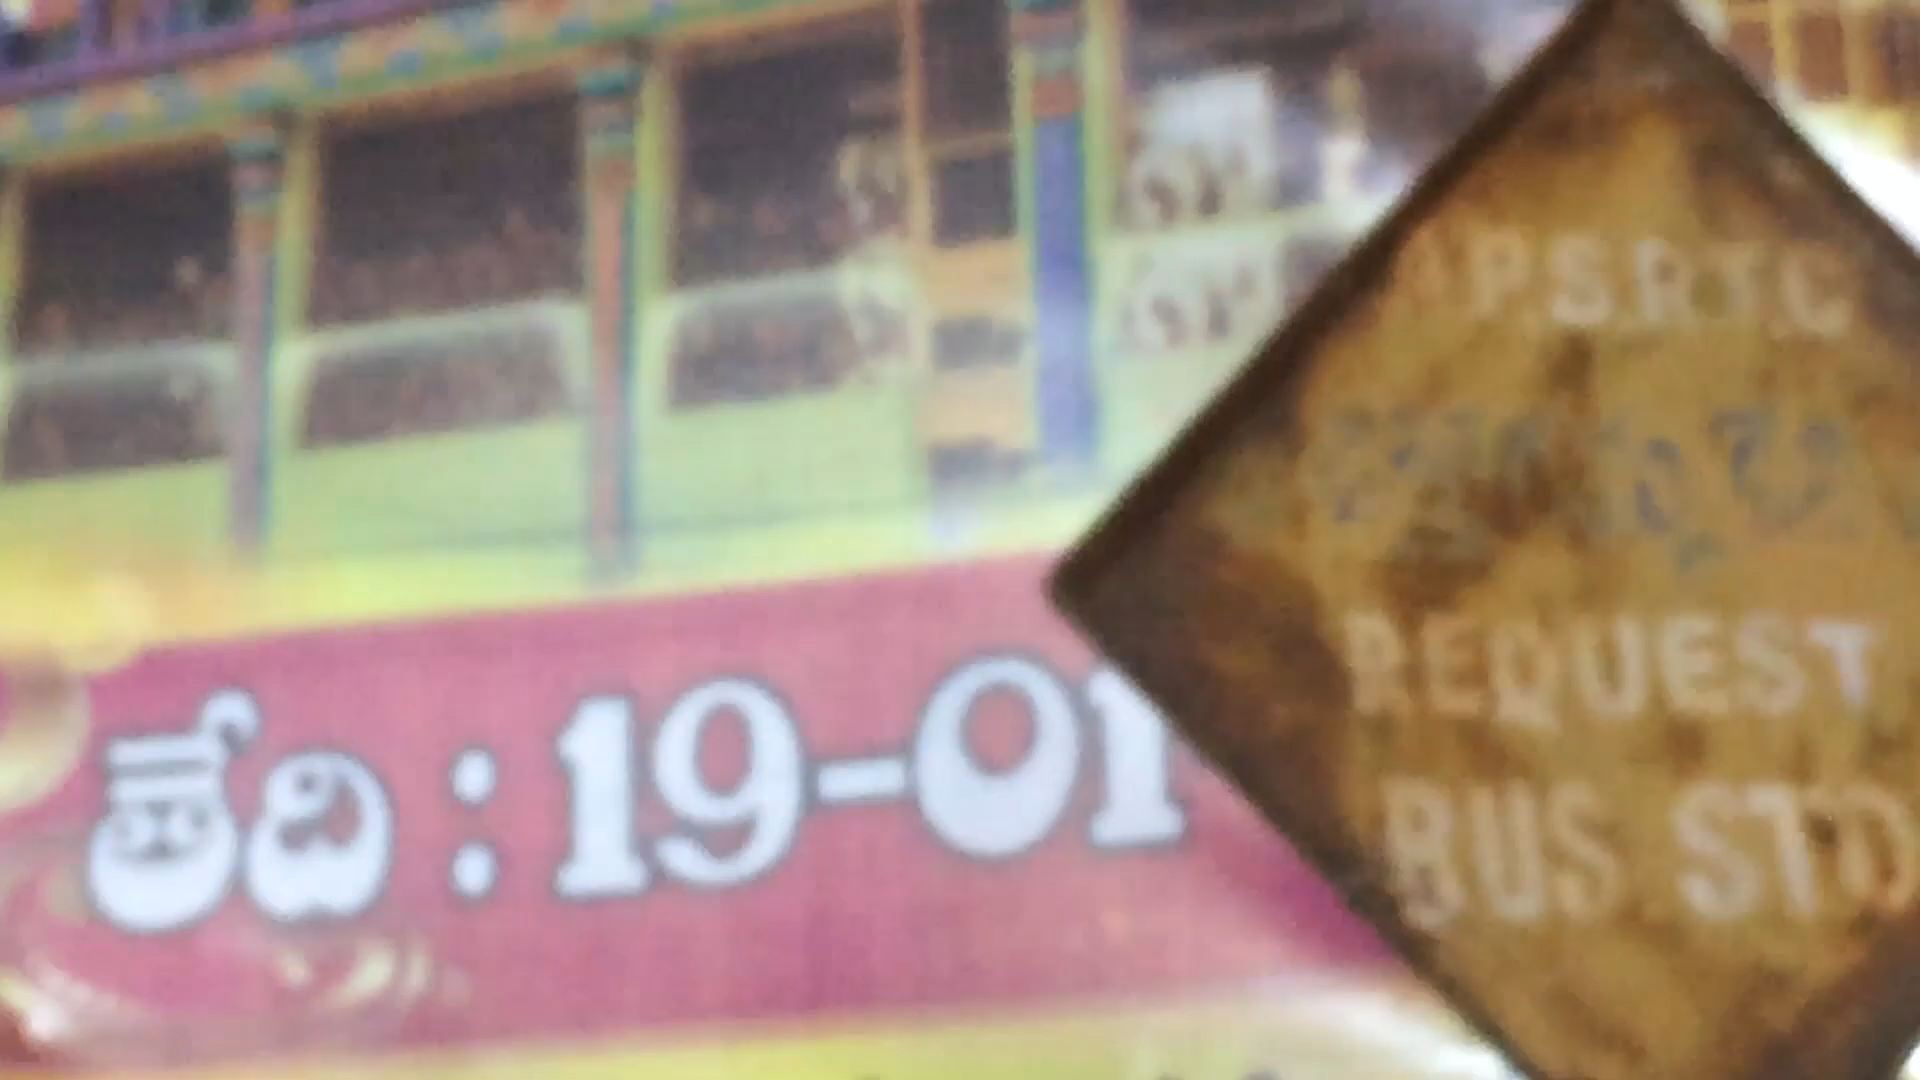 తేది : 19-01
P.S.R.T.C
REQUEST
BUS STO